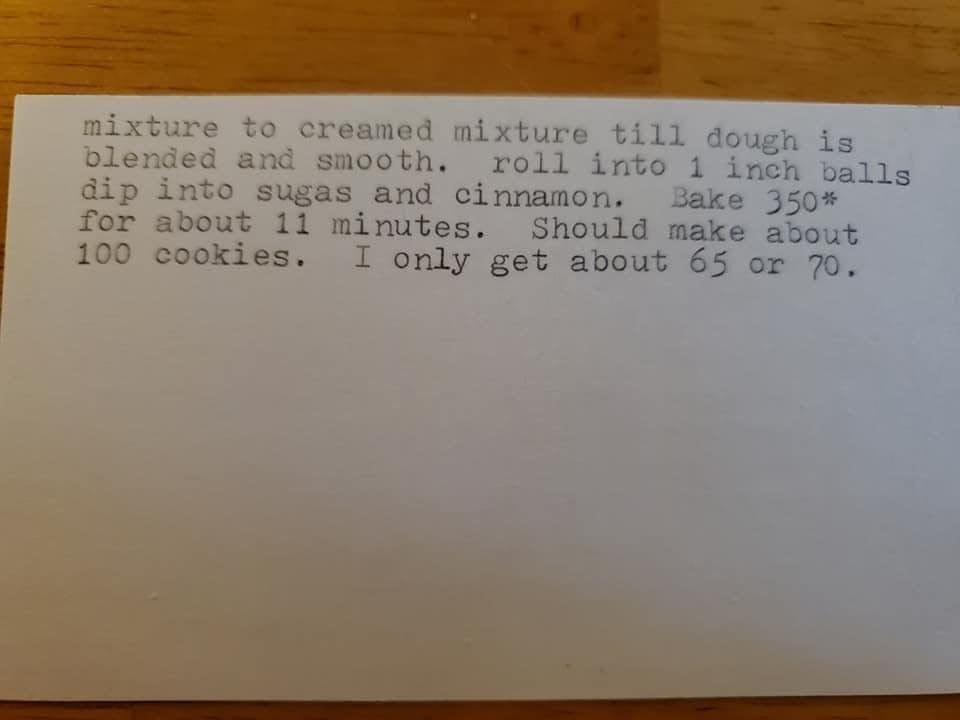 mixture to creamed mixture till dough is
blended and smooth.  roll into 1 inch balls
dip into sugas and cinnamon.  Bake 350*
for about 11 minutes.  Should make about
100 cookies.  I only get about 65 or 70.